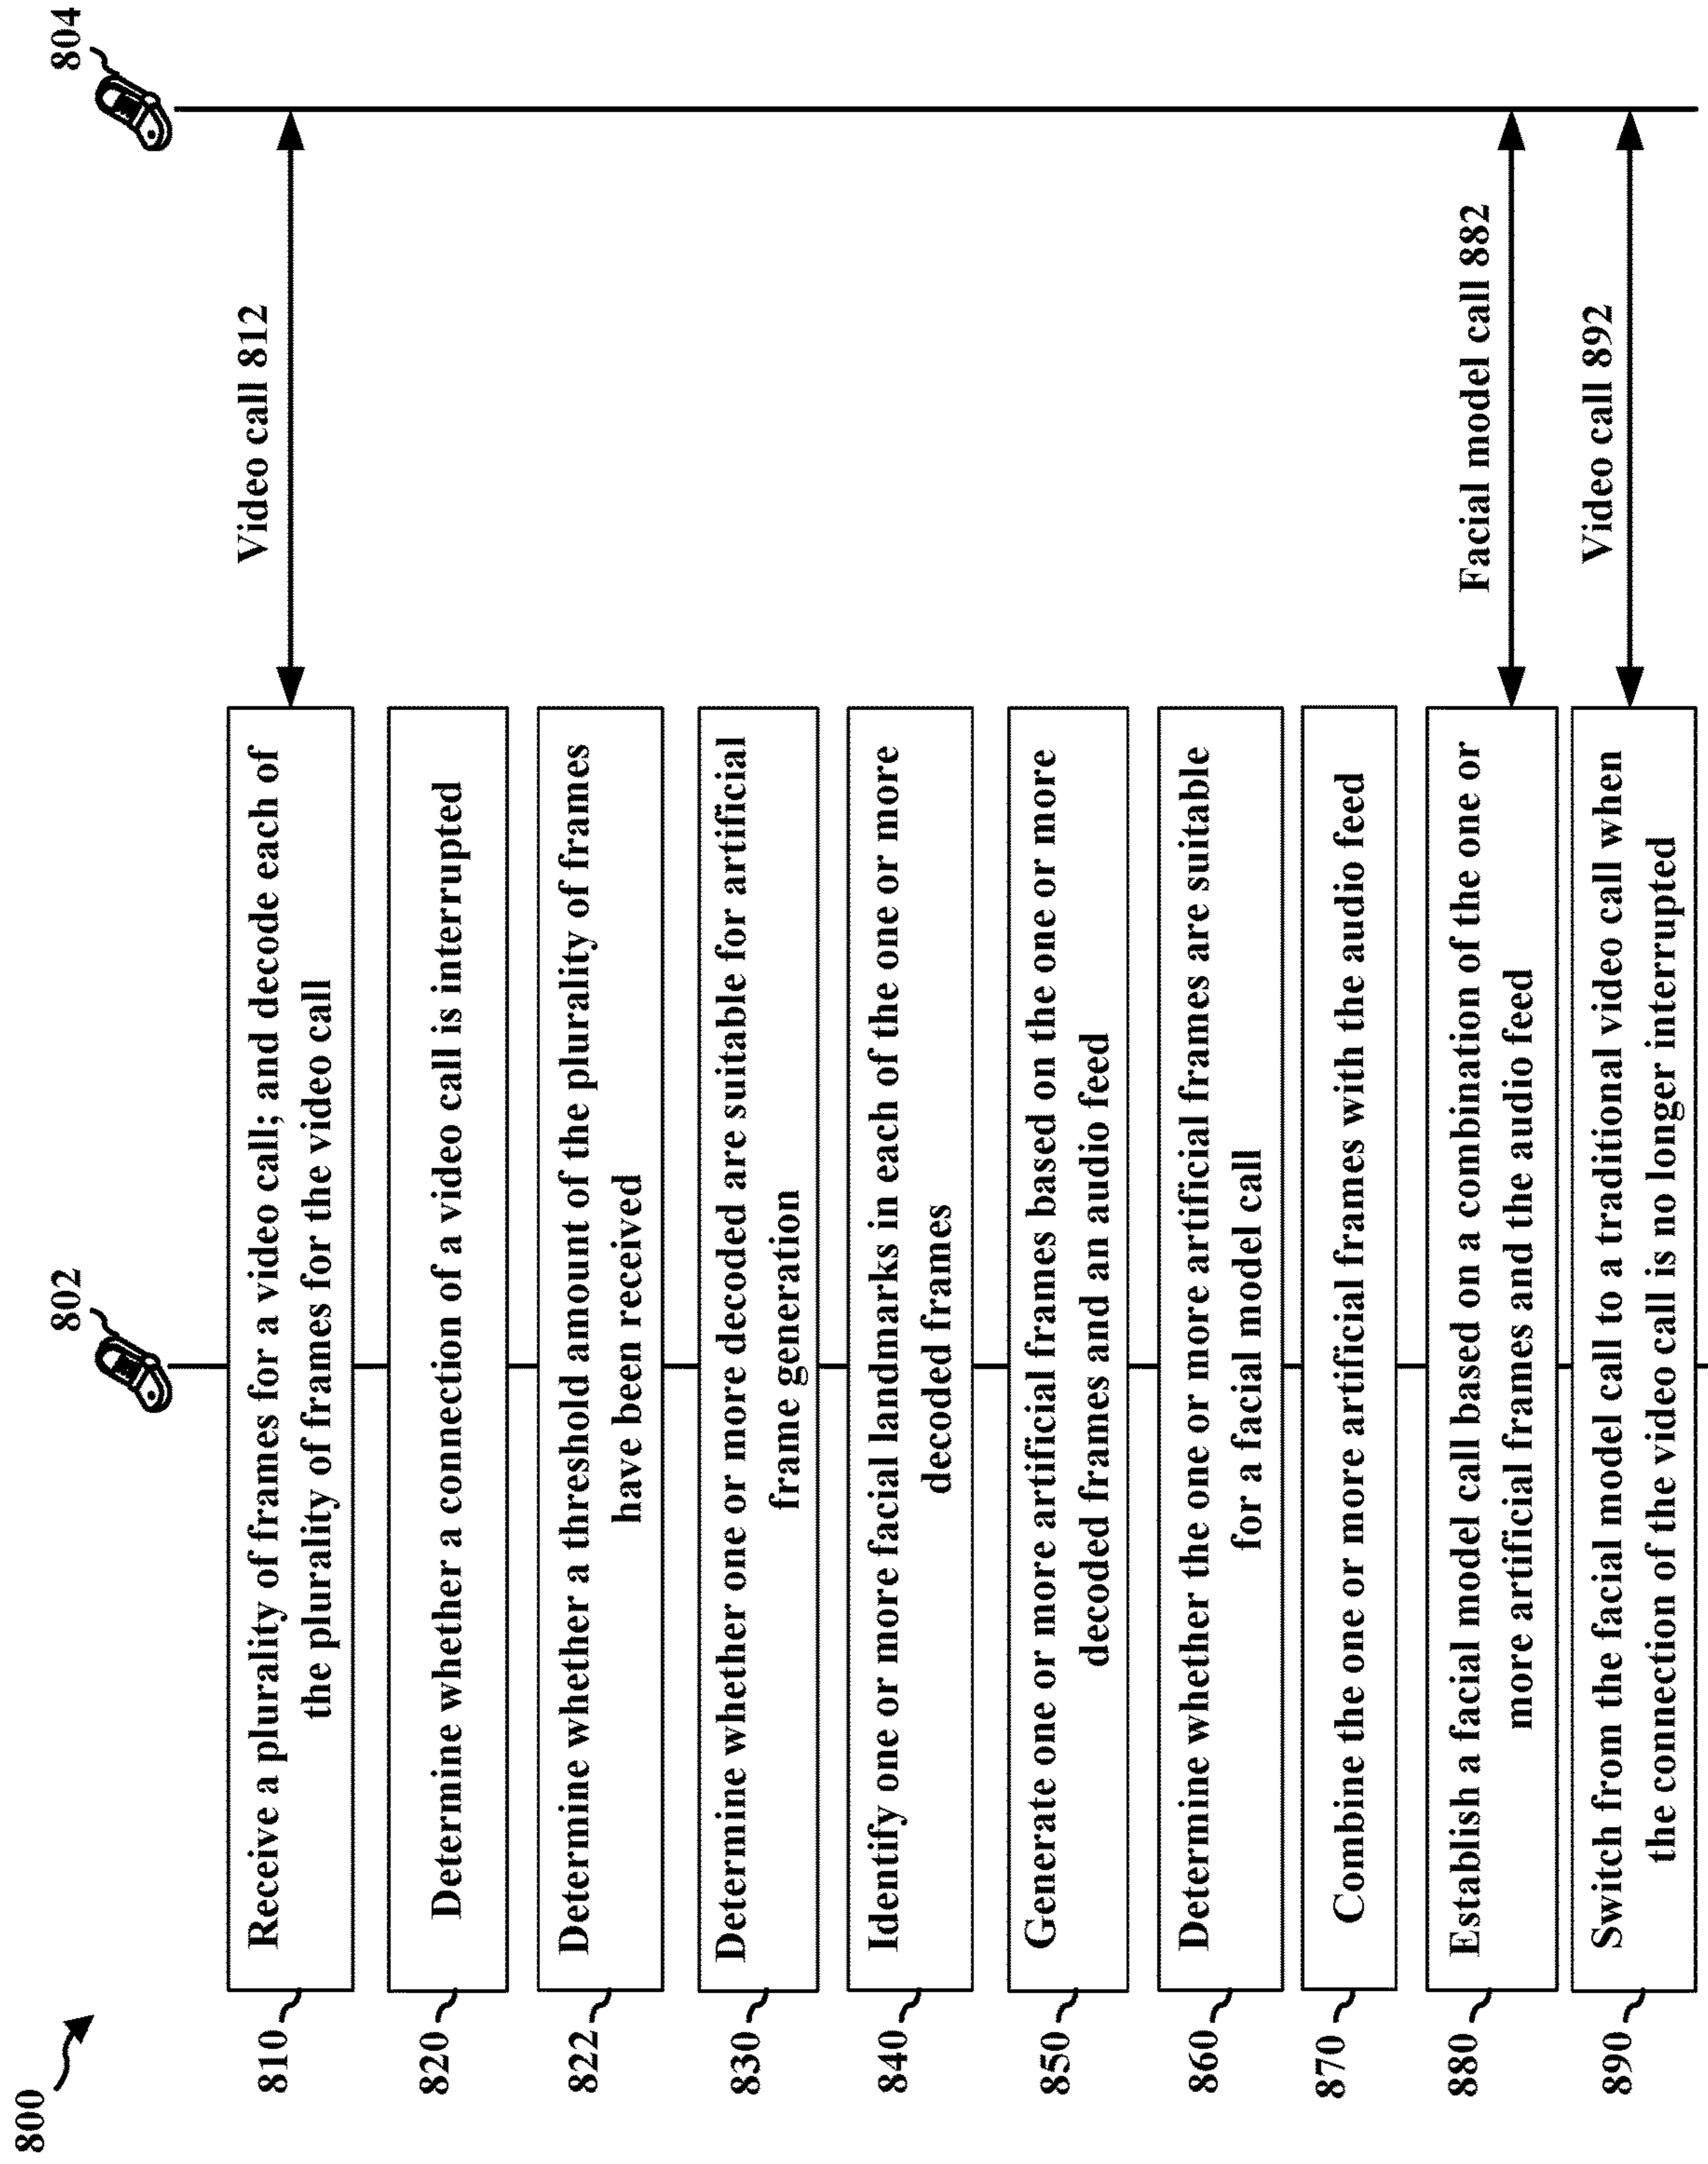 800
802
804
810
Receive a plurality of frames for a video call; and decode each of
the plurality of frames for the video call
Video call 812
820
Determine whether a connection of a video call is interrupted
822
Determine whether a threshold amount of the plurality of frames
have been received
830
Determine whether one or more decoded are suitable for artificial
frame generation
840
Identify one or more facial landmarks in each of the one or more
decoded frames
850
Generate one or more artificial frames based on the one or more
decoded frames and an audio feed
860
Determine whether the one or more artificial frames are suitable
for a facial model call
870
Combine the one or more artificial frames with the audio feed
880
Establish a facial model call based on a combination of the one or
more artificial frames and the audio feed
Facial model call 882
890
Switch from the facial model call to a traditional video call when
the connection of the video call is no longer interrupted
Video call 892